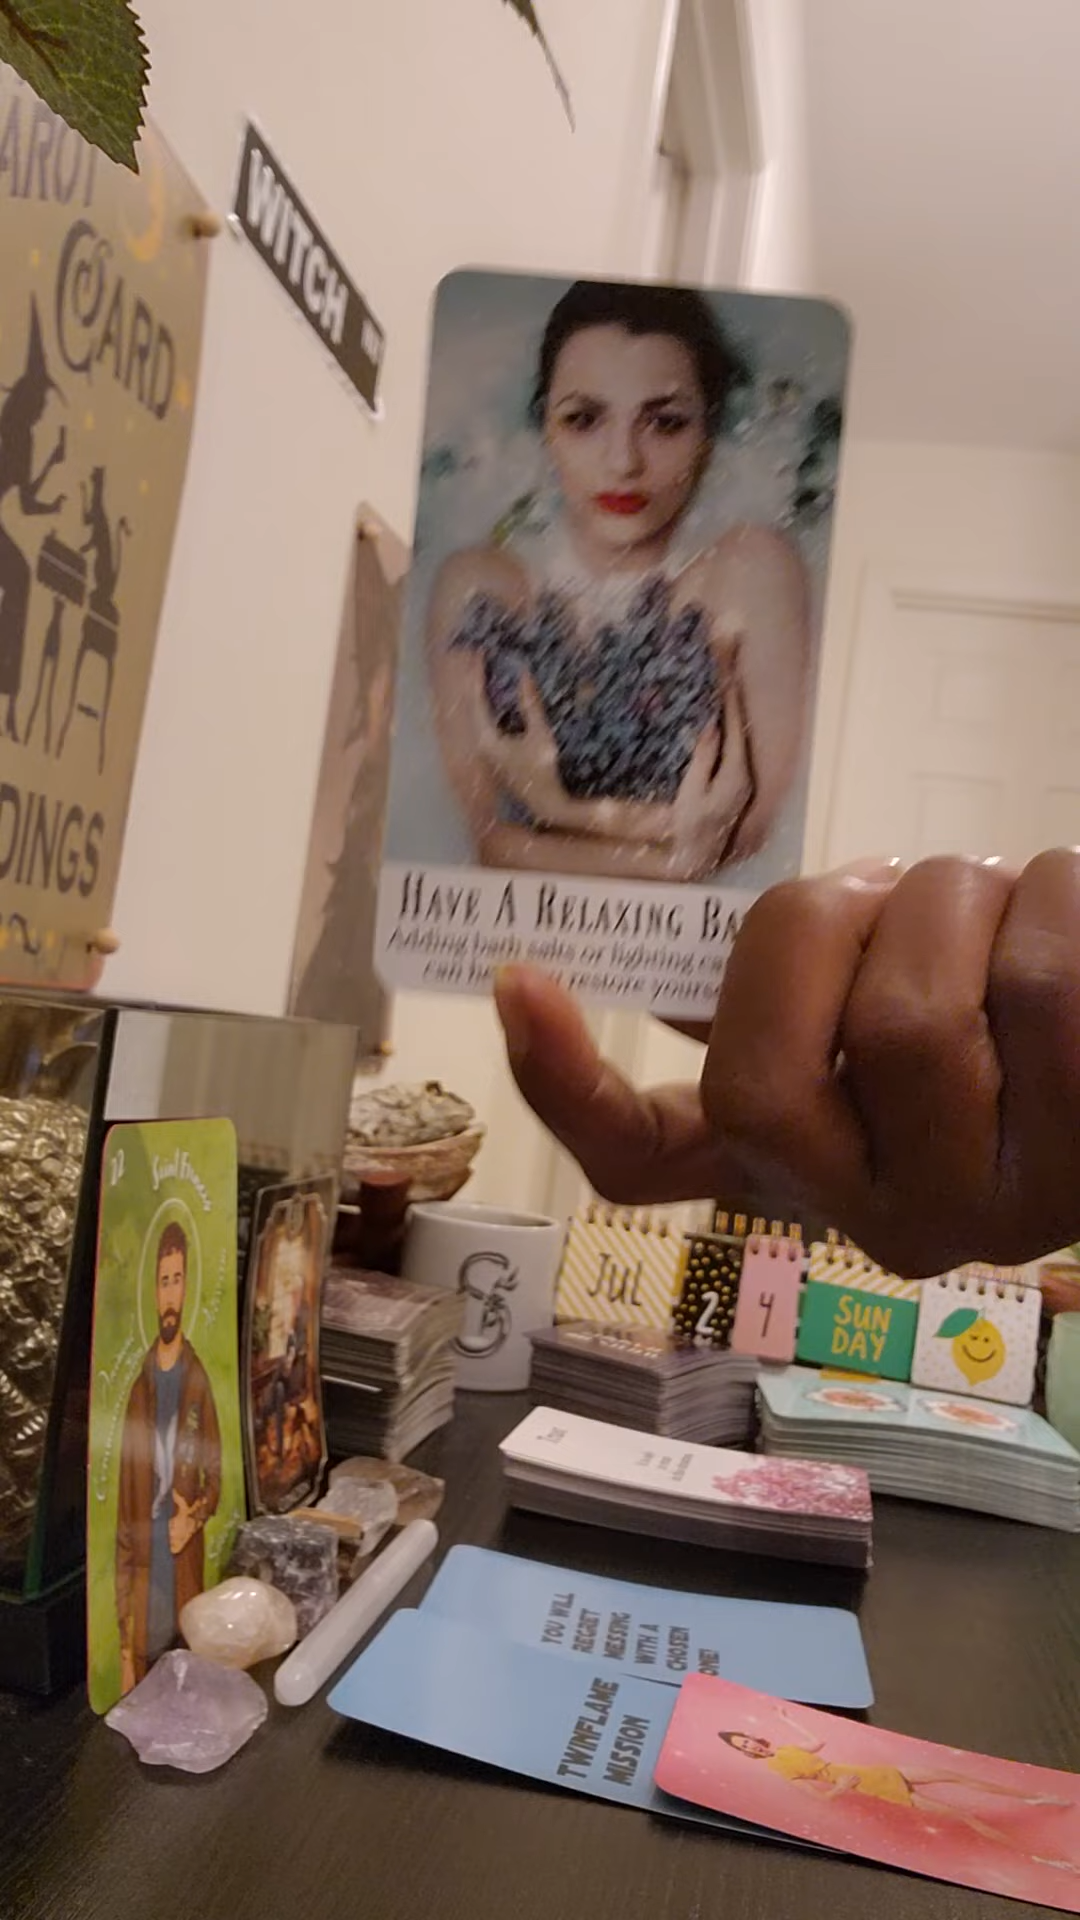 TAROT
CARD
DINGS
WITCH
HAVE A RELAXING BA
Adding bath salts or lighting ca
can he restore yourse
22
Saint Francis
Jul
2
4
SUN
DAY
YOU WILL
REGRET
MESSING
WITH A
CHOSEN
ONE!
TWINFLAME
MISSION